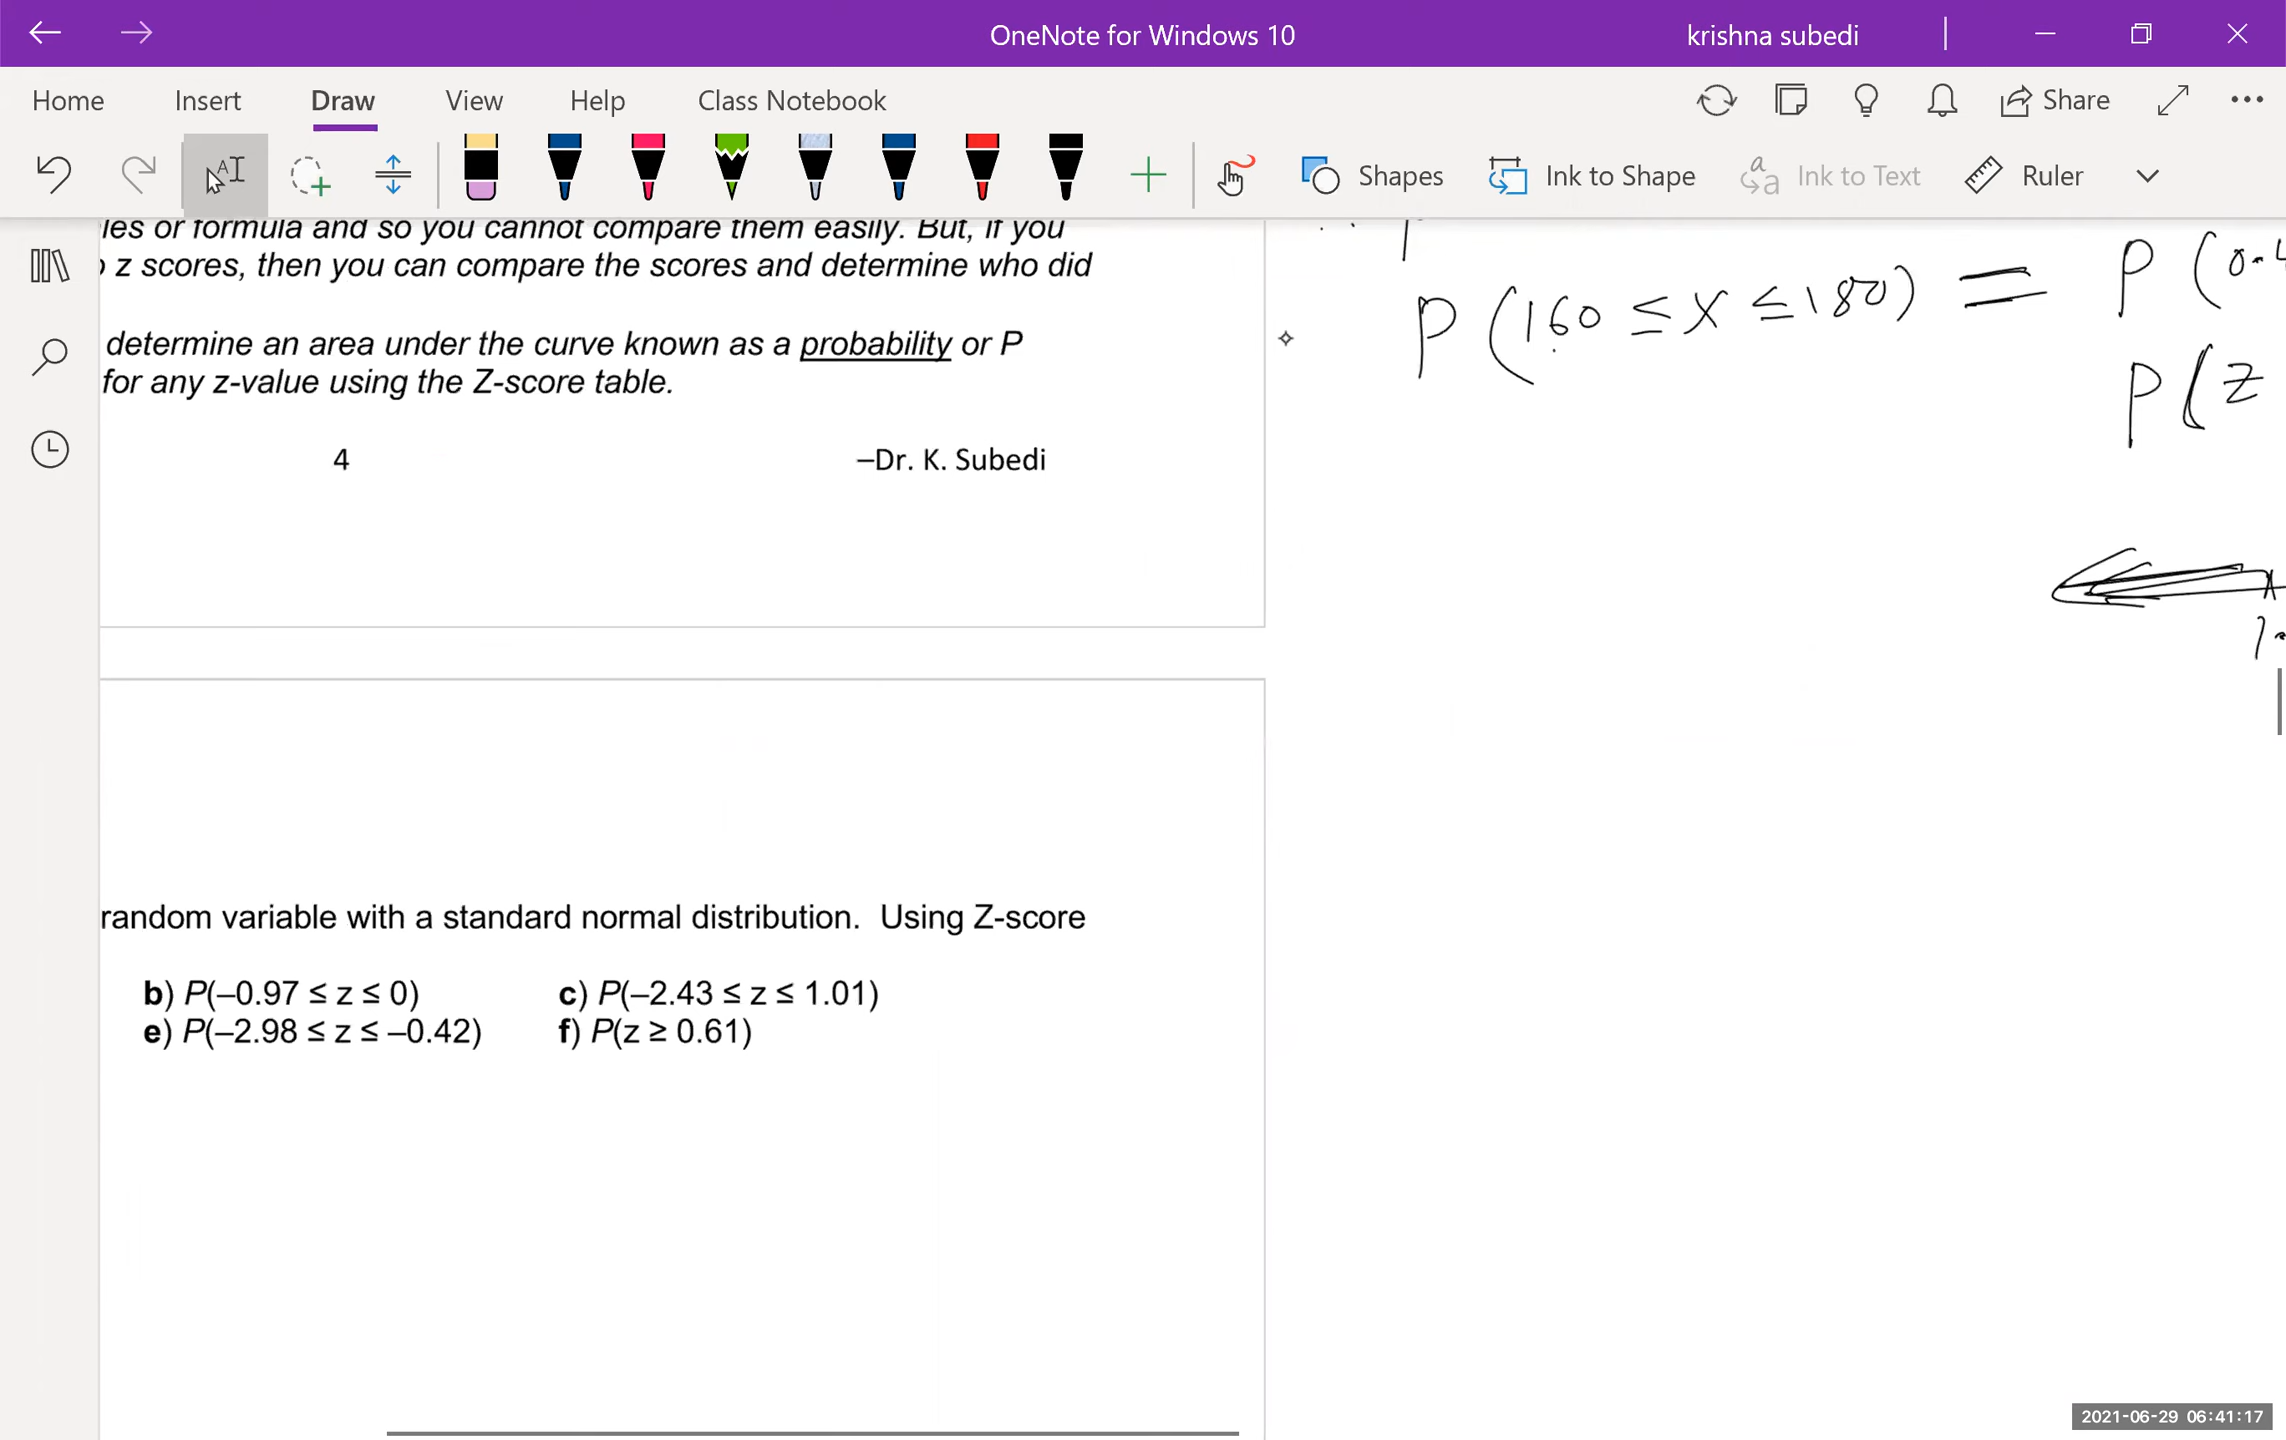 OneNote for Windows 10
krishna subedi
Home Insert Draw View Help Class Notebook
Share
Shapes Ink to Shape Ink to Text Ruler
les or formula and so you cannot compare them easily. But, if you
z scores, then you can compare the scores and determine who did
determine an area under the curve known as a probability or P
for any z-value using the Z-score table.
4 –Dr. K. Subedi
P(160 ≤ X ≤ 180) = P(0.4
P(z
random variable with a standard normal distribution. Using Z-score
b) P(–0.97 ≤ z ≤ 0) c) P(–2.43 ≤ z ≤ 1.01)
e) P(–2.98 ≤ z ≤ –0.42) f) P(z ≥ 0.61)
2021-06-29 06:41:17